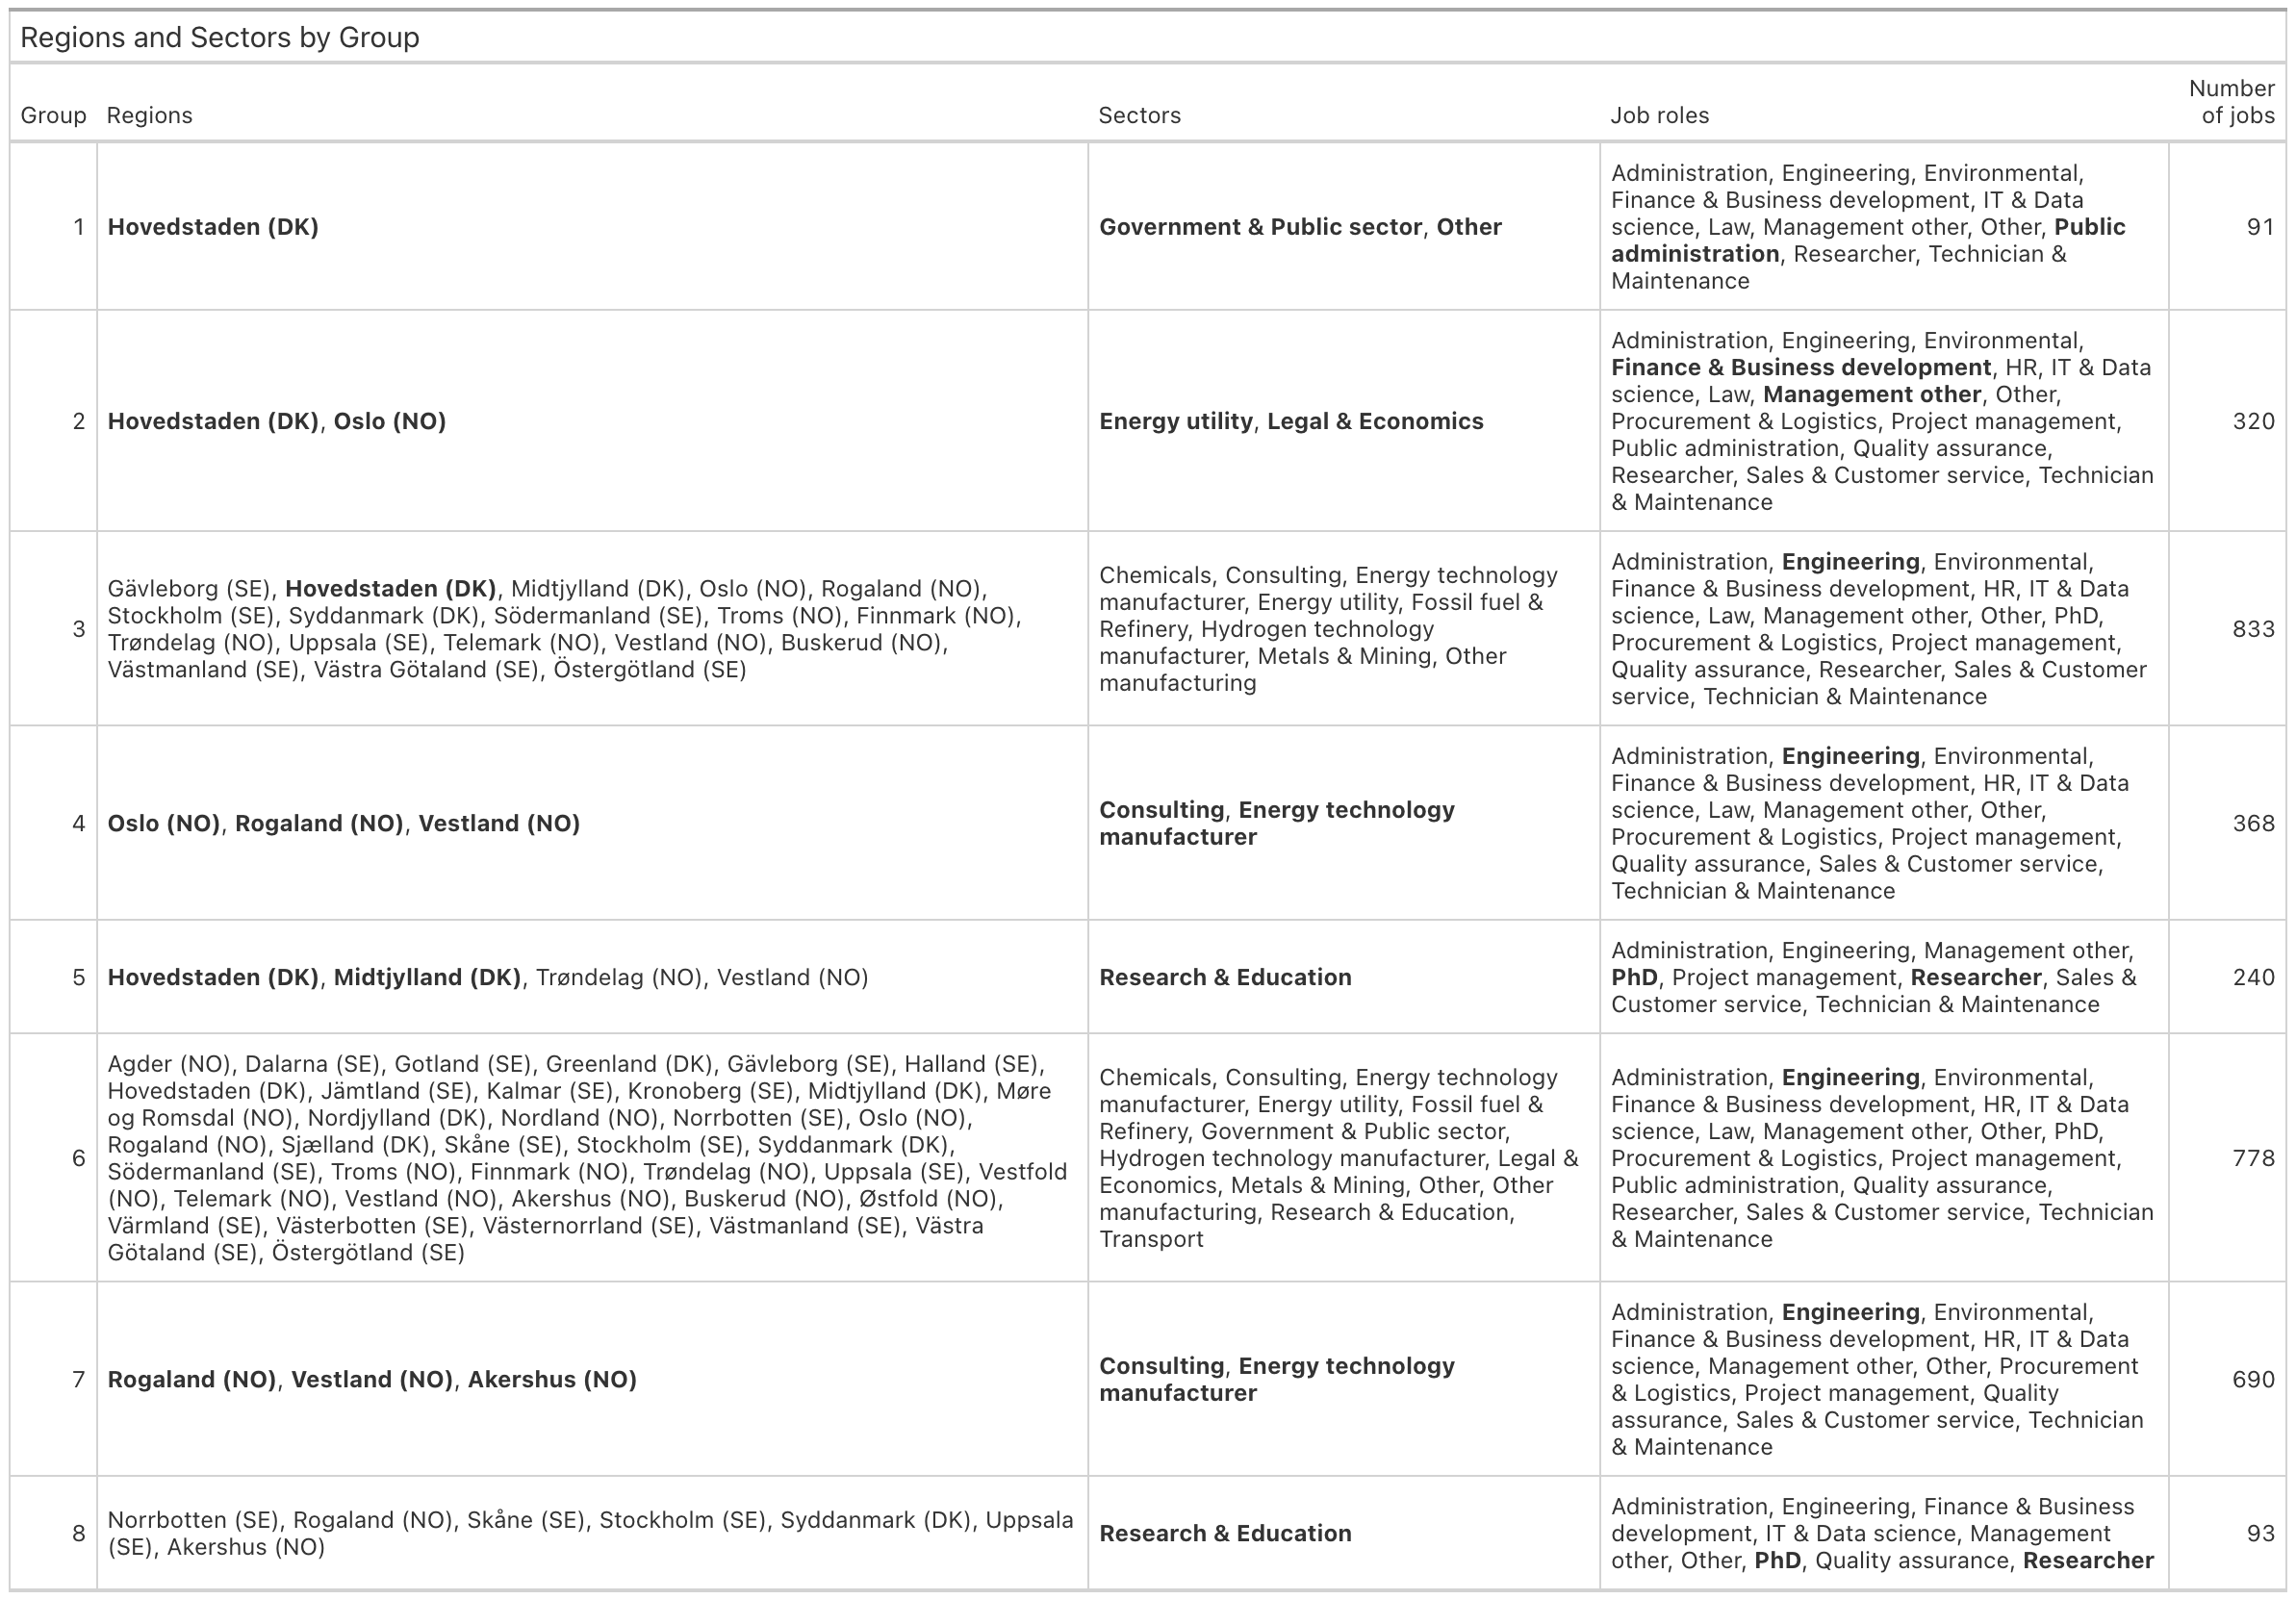 Regions and Sectors by Group
Group Regions Sectors Job roles Number of jobs
1
Hovedstaden (DK)
Government & Public sector, Other
Administration, Engineering, Environmental,
Finance & Business development, IT & Data
science, Law, Management other, Other, Public
administration, Researcher, Technician &
Maintenance
91
2
Hovedstaden (DK), Oslo (NO)
Energy utility, Legal & Economics
Administration, Engineering, Environmental,
Finance & Business development, HR, IT & Data
science, Law, Management other, Other,
Procurement & Logistics, Project management,
Public administration, Quality assurance,
Researcher, Sales & Customer service, Technician
& Maintenance
320
3
Gävleborg (SE), Hovedstaden (DK), Midtjylland (DK), Oslo (NO), Rogaland (NO),
Stockholm (SE), Syddanmark (DK), Södermanland (SE), Troms (NO), Finnmark (NO),
Trøndelag (NO), Uppsala (SE), Telemark (NO), Vestland (NO), Buskerud (NO),
Västmanland (SE), Västra Götaland (SE), Östergötland (SE)
Chemicals, Consulting, Energy technology
manufacturer, Energy utility, Fossil fuel &
Refinery, Hydrogen technology
manufacturer, Metals & Mining, Other
manufacturing
Administration, Engineering, Environmental,
Finance & Business development, HR, IT & Data
science, Law, Management other, Other, PhD,
Procurement & Logistics, Project management,
Quality assurance, Researcher, Sales & Customer
service, Technician & Maintenance
833
4
Oslo (NO), Rogaland (NO), Vestland (NO)
Consulting, Energy technology
manufacturer
Administration, Engineering, Environmental,
Finance & Business development, HR, IT & Data
science, Law, Management other, Other,
Procurement & Logistics, Project management,
Quality assurance, Sales & Customer service,
Technician & Maintenance
368
5
Hovedstaden (DK), Midtjylland (DK), Trøndelag (NO), Vestland (NO)
Research & Education
Administration, Engineering, Management other,
PhD, Project management, Researcher, Sales &
Customer service, Technician & Maintenance
240
6
Agder (NO), Dalarna (SE), Gotland (SE), Greenland (DK), Gävleborg (SE), Halland (SE),
Hovedstaden (DK), Jämtland (SE), Kalmar (SE), Kronoberg (SE), Midtjylland (DK), Møre
og Romsdal (NO), Nordjylland (DK), Nordland (NO), Norrbotten (SE), Oslo (NO),
Rogaland (NO), Sjælland (DK), Skåne (SE), Stockholm (SE), Syddanmark (DK),
Södermanland (SE), Troms (NO), Finnmark (NO), Trøndelag (NO), Uppsala (SE), Vestfold
(NO), Telemark (NO), Vestland (NO), Akershus (NO), Buskerud (NO), Østfold (NO),
Värmland (SE), Västerbotten (SE), Västernorrland (SE), Västmanland (SE), Västra
Götaland (SE), Östergötland (SE)
Chemicals, Consulting, Energy technology
manufacturer, Energy utility, Fossil fuel &
Refinery, Government & Public sector,
Hydrogen technology manufacturer, Legal &
Economics, Metals & Mining, Other, Other
manufacturing, Research & Education,
Transport
Administration, Engineering, Environmental,
Finance & Business development, HR, IT & Data
science, Law, Management other, Other, PhD,
Procurement & Logistics, Project management,
Public administration, Quality assurance,
Researcher, Sales & Customer service, Technician
& Maintenance
778
7
Rogaland (NO), Vestland (NO), Akershus (NO)
Consulting, Energy technology
manufacturer
Administration, Engineering, Environmental,
Finance & Business development, HR, IT & Data
science, Management other, Other, Procurement
& Logistics, Project management, Quality
assurance, Sales & Customer service, Technician
& Maintenance
690
8
Norrbotten (SE), Rogaland (NO), Skåne (SE), Stockholm (SE), Syddanmark (DK), Uppsala
(SE), Akershus (NO)
Research & Education
Administration, Engineering, Finance & Business
development, IT & Data science, Management
other, Other, PhD, Quality assurance, Researcher
93